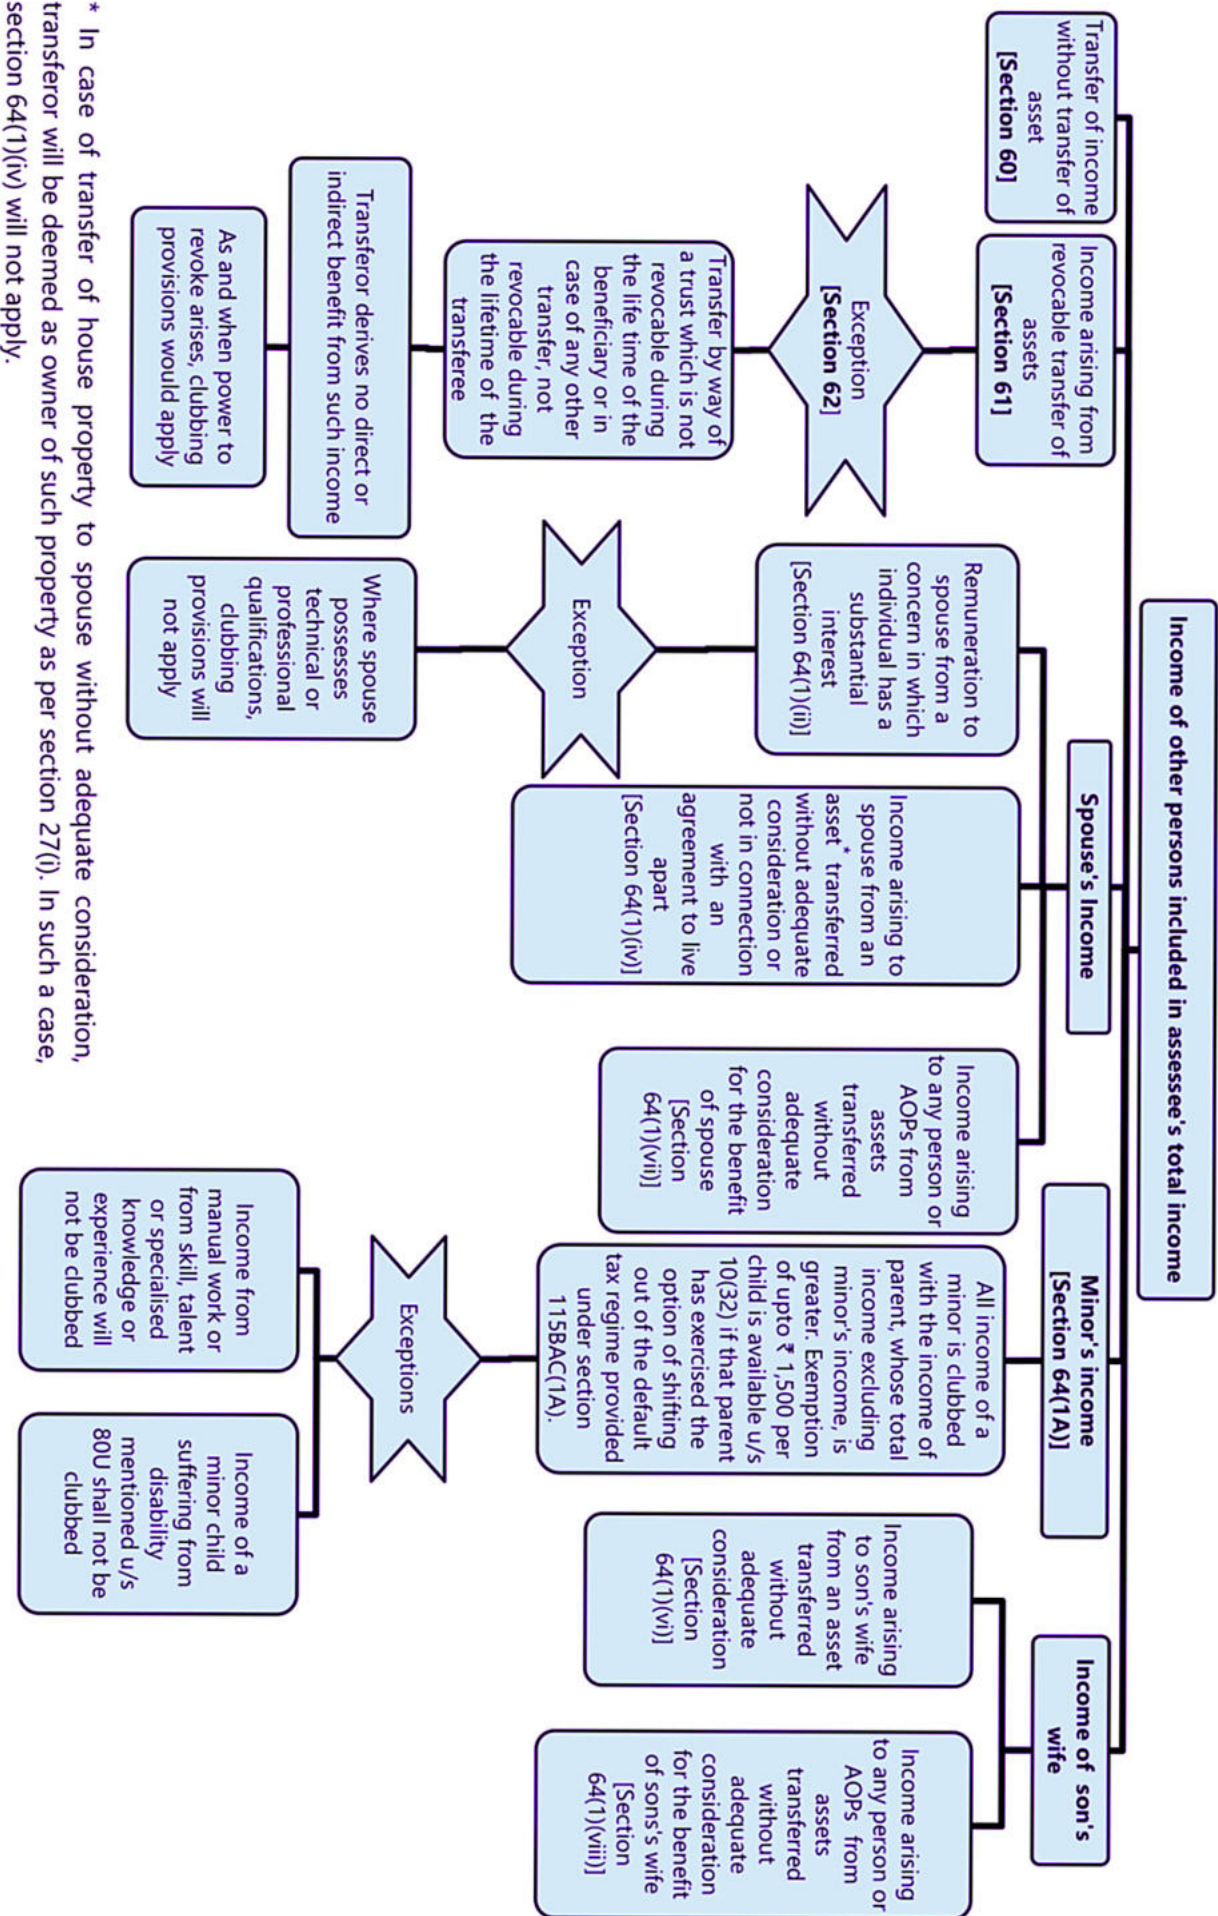 Income of other persons included in assessee's total income
Transfer of income
without transfer of
asset
[Section 60]
Income arising from
revocable transfer of
assets
[Section 61]
Exception
[Section 62]
Transfer by way of
a trust which is not
revocable during
the life time of the
beneficiary or in
case of any other
transfer, not
revocable during
the lifetime of the
transferee
Transferor derives no direct or
indirect benefit from such income
As and when power to
revoke arises, clubbing
provisions would apply
Spouse's Income
Remuneration to
spouse from a
concern in which
individual has a
substantial
interest
[Section 64(1)(ii)]
Exception
Where spouse
possesses
technical or
professional
qualifications,
clubbing
provisions will
not apply
Income arising to
spouse from an
asset* transferred
without adequate
consideration or
not in connection
with an
agreement to live
apart
[Section 64(1)(iv)]
Income arising
to any person or
AOPs from
assets
transferred
without
adequate
consideration
for the benefit
of spouse
[Section
64(1)(vii)]
Minor's income
[Section 64(1A)]
All income of a
minor is clubbed
with the income of
parent, whose total
income excluding
minor's income, is
greater. Exemption
of upto ₹ 1,500 per
child is available u/s
10(32) if that parent
has exercised the
option of shifting
out of the default
tax regime provided
under section
115BAC(1A).
Exceptions
Income from
manual work or
from skill, talent
or specialised
knowledge or
experience will
not be clubbed
Income of a
minor child
suffering from
disability
mentioned u/s
80U shall not be
clubbed
Income of son's
wife
Income arising
to son's wife
from an asset
transferred
without
adequate
consideration
[Section
64(1)(vi)]
Income arising
to any person or
AOPs from
assets
transferred
without
adequate
consideration
for the benefit
of sons's wife
[Section
64(1)(viii)]
* In case of transfer of house property to spouse without adequate consideration,
transferor will be deemed as owner of such property as per section 27(i). In such a case,
section 64(1)(iv) will not apply.